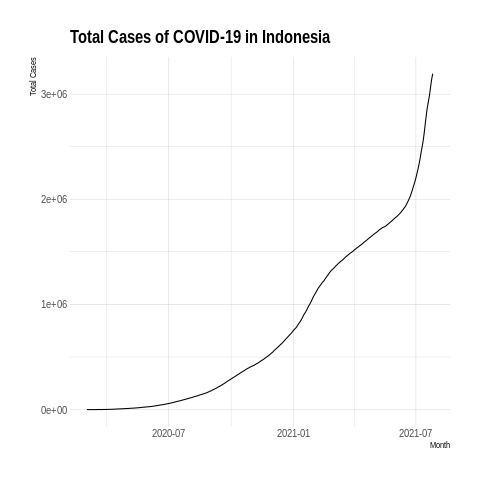 Total Cases of COVID-19 in Indonesia
Total Cases
3e+06
2e+06
1e+06
0e+00
2020-07
2021-01
2021-07
Month